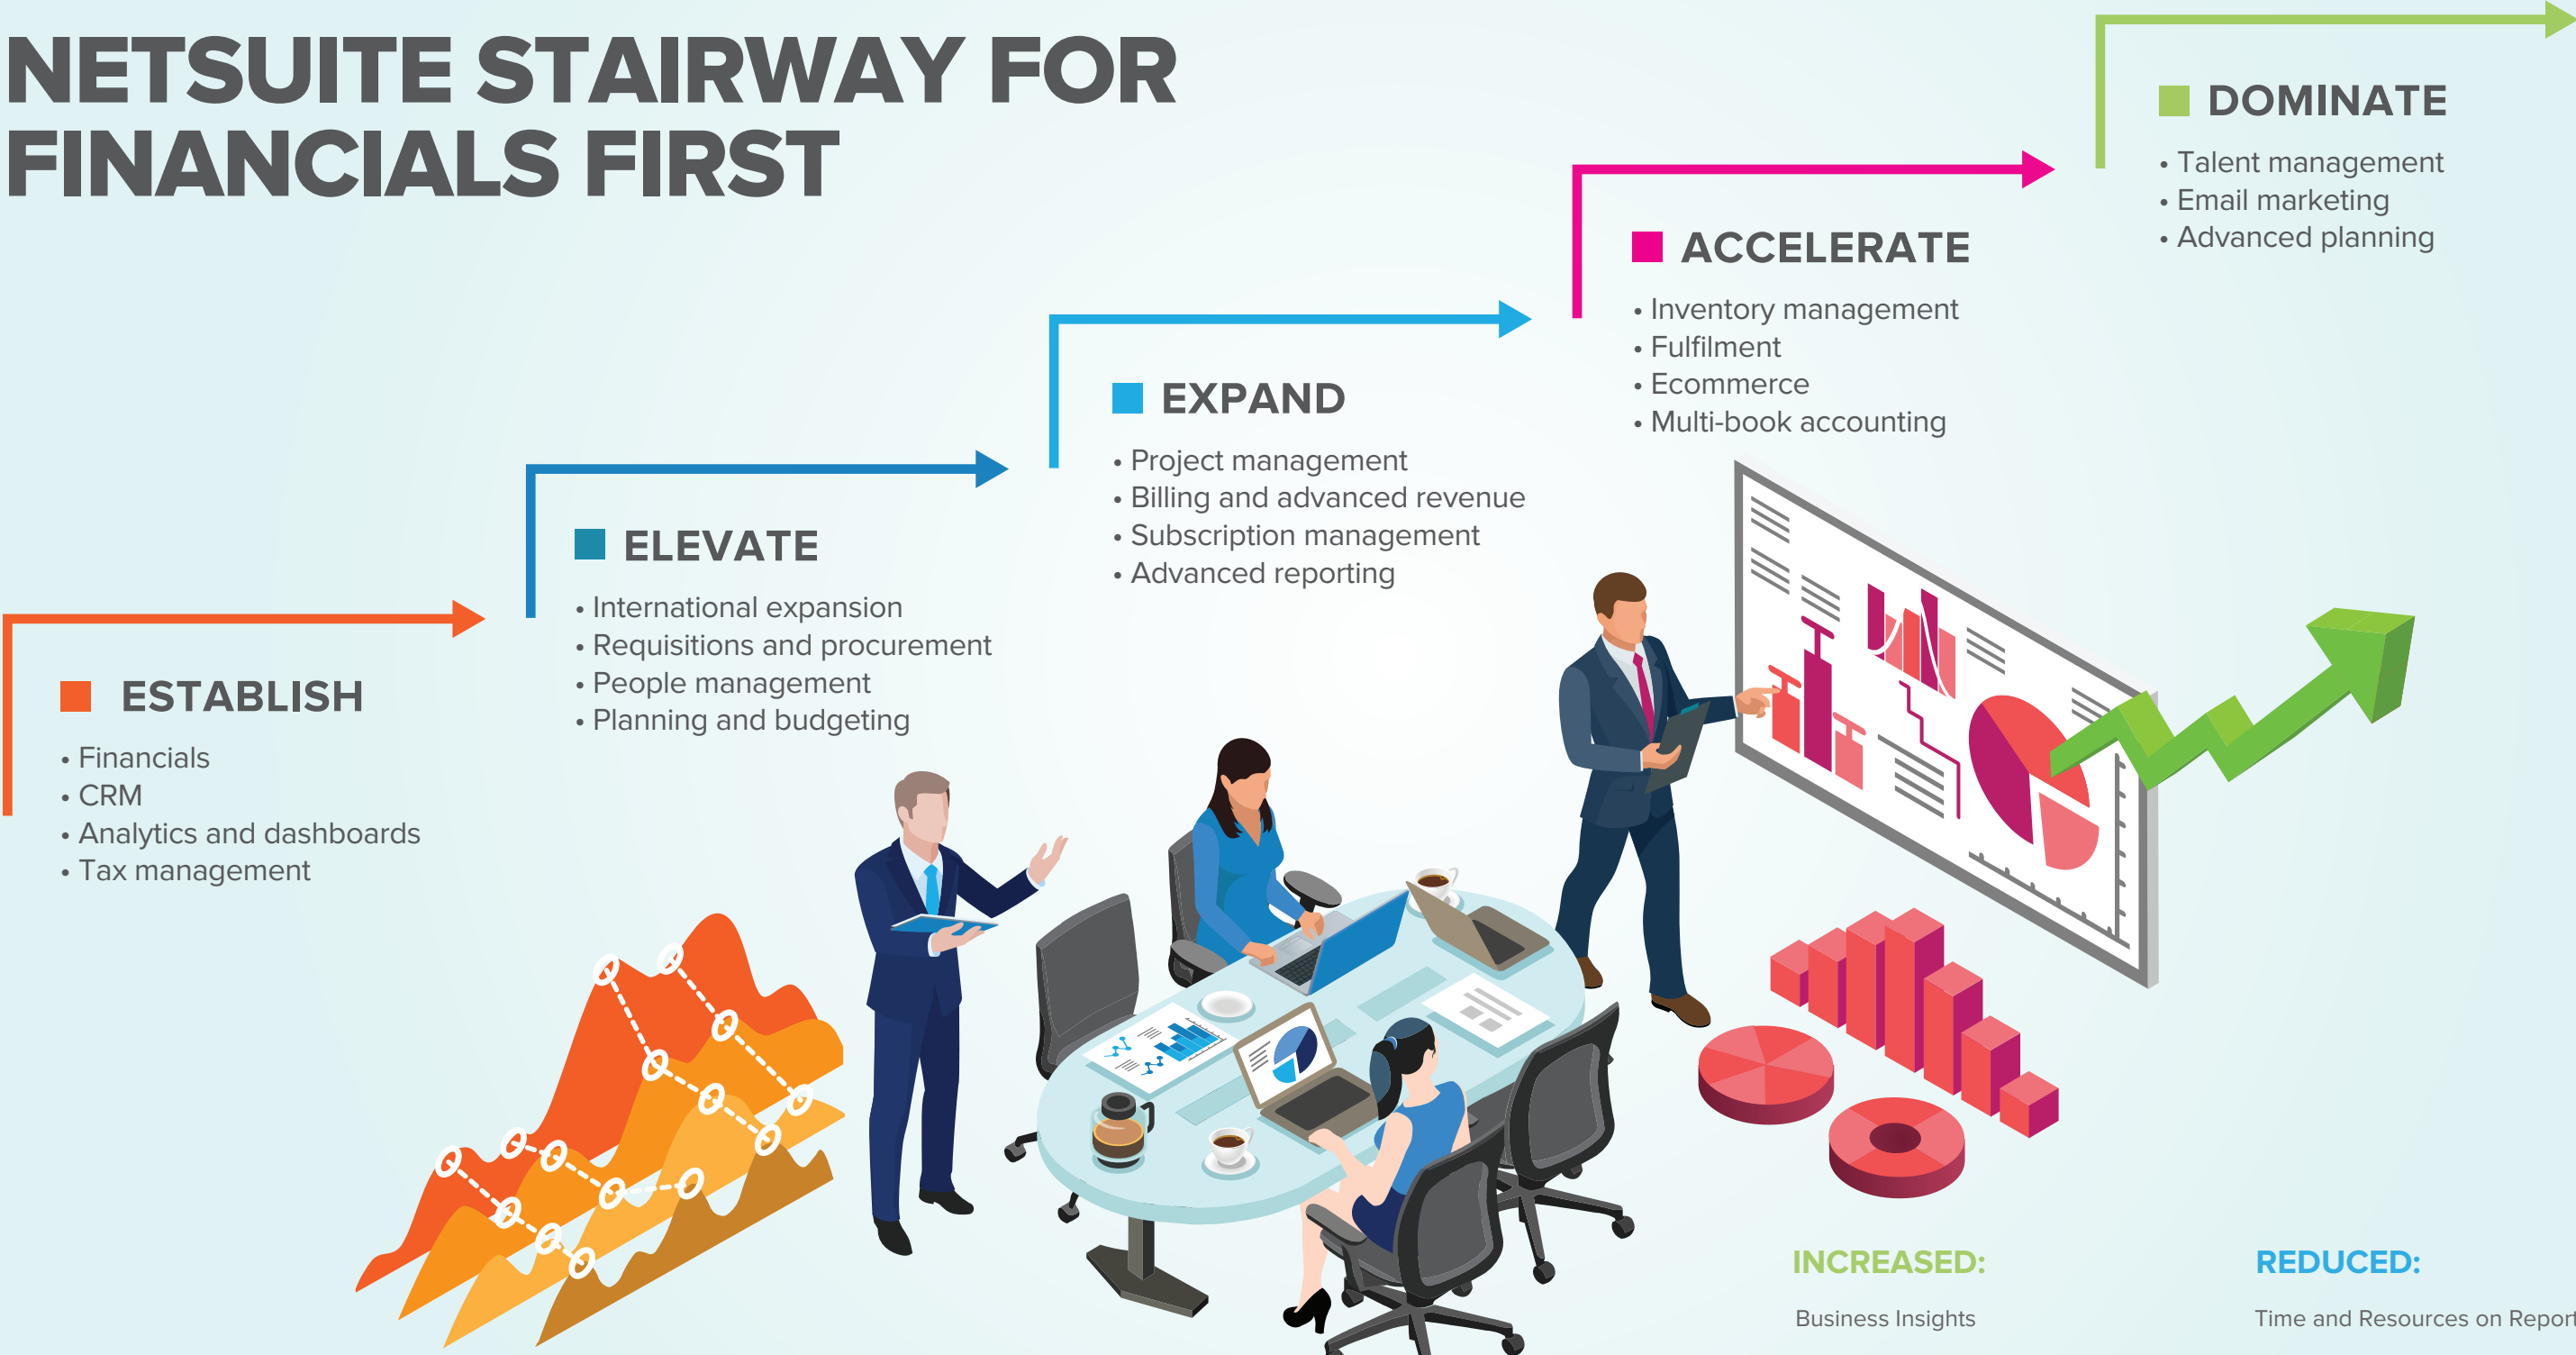 NETSUITE STAIRWAY FOR
FINANCIALS FIRST
ESTABLISH
• Financials
• CRM
• Analytics and dashboards
• Tax management
ELEVATE
• International expansion
• Requisitions and procurement
• People management
• Planning and budgeting
EXPAND
• Project management
• Billing and advanced revenue
• Subscription management
• Advanced reporting
ACCELERATE
• Inventory management
• Fulfilment
• Ecommerce
• Multi-book accounting
DOMINATE
• Talent management
• Email marketing
• Advanced planning
INCREASED:
Business Insights
REDUCED:
Time and Resources on Report